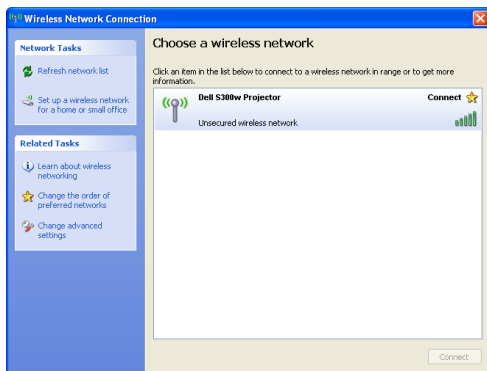 Wireless Network Connection
Network Tasks
Refresh network list
Set up a wireless network
for a home or small office
Related Tasks
Learn about wireless
networking
Change the order of
preferred networks
Change advanced
settings
Choose a wireless network
Click an item in the list below to connect to a wireless network in range or to get more
information.
Dell S300w Projector
Connect
Unsecured wireless network
Connect